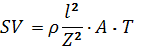 SV = ρ l²/Z² · A · T